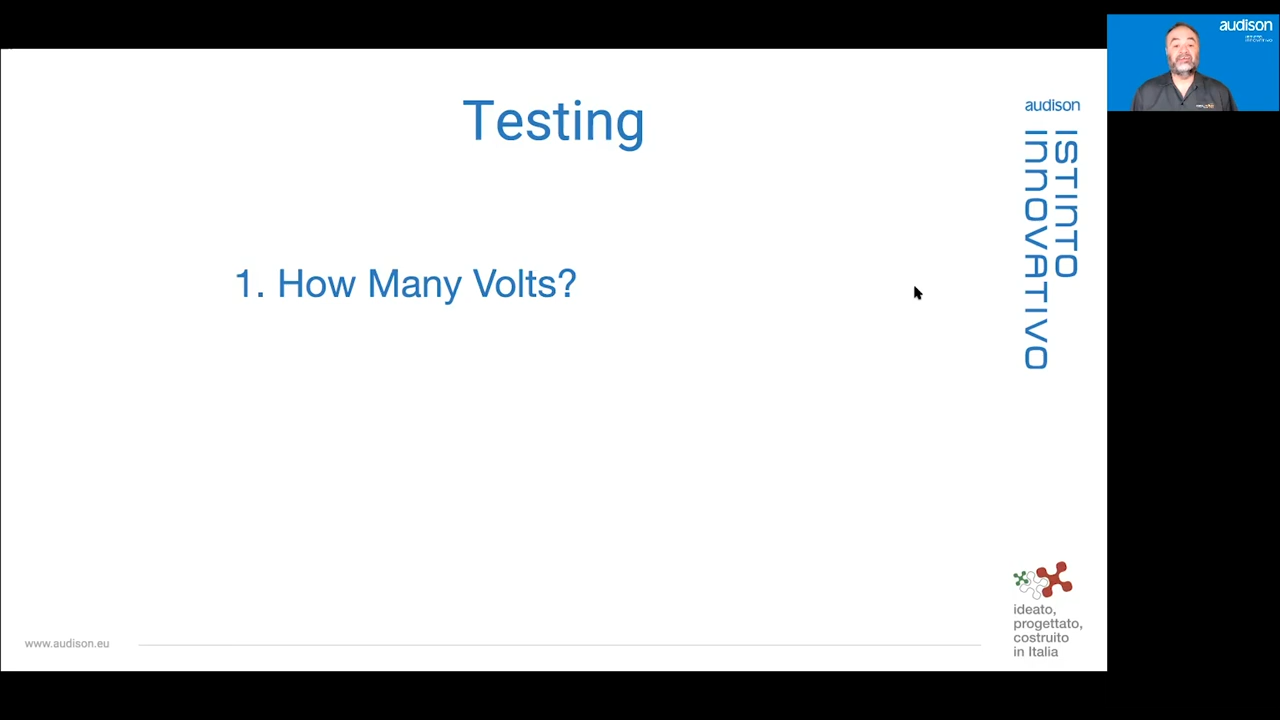 Testing
1. How Many Volts?
audison
ISTINTO
INNOVATIVO
ideato,
progettato,
costruito
in Italia
www.audison.eu
audison